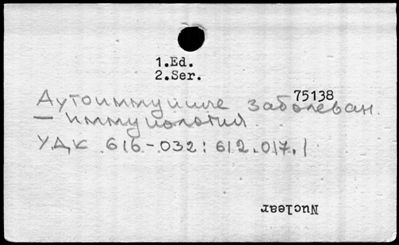 1.Ed.
2.Ser.
75138
Аутоиммунные заболеван.
— иммунология
УДК 616-032:612.017.1
Nuclear